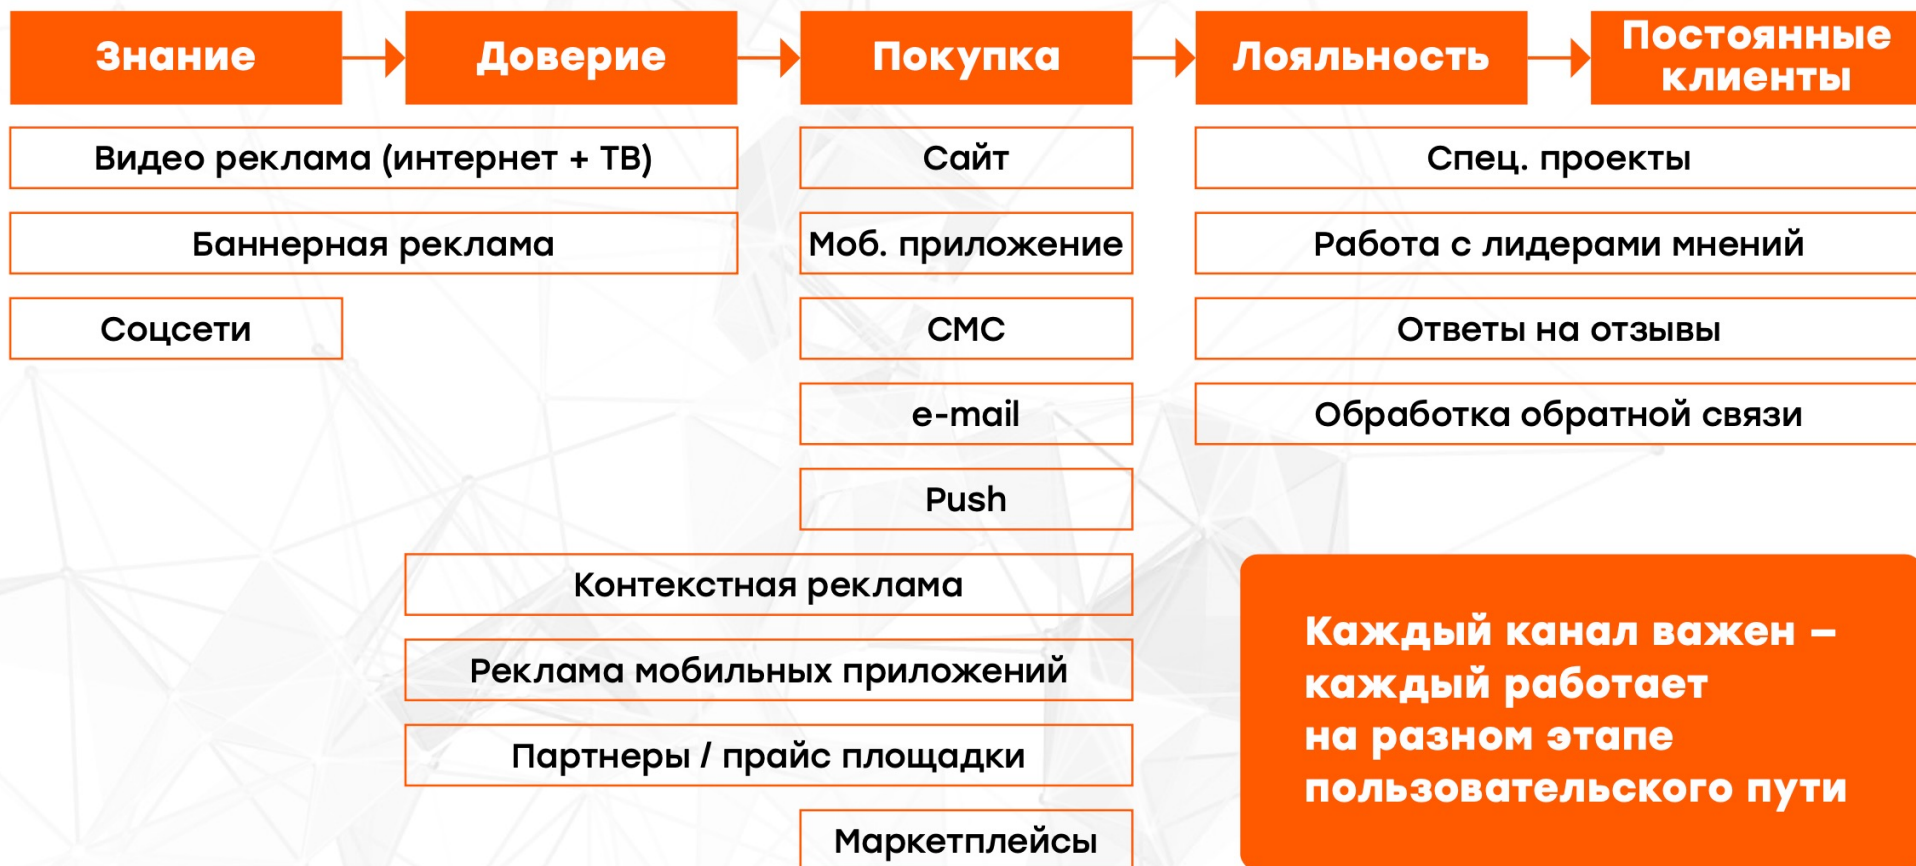 Знание
Доверие
Покупка
Лояльность
Постоянные
клиенты
Видео реклама (интернет + ТВ)
Сайт
Спец. проекты
Баннерная реклама
Моб. приложение
Работа с лидерами мнений
Соцсети
СМС
Ответы на отзывы
e-mail
Обработка обратной связи
Push
Контекстная реклама
Реклама мобильных приложений
Партнеры / прайс площадки
Маркетплейсы
Каждый канал важен –
каждый работает
на разном этапе
пользовательского пути